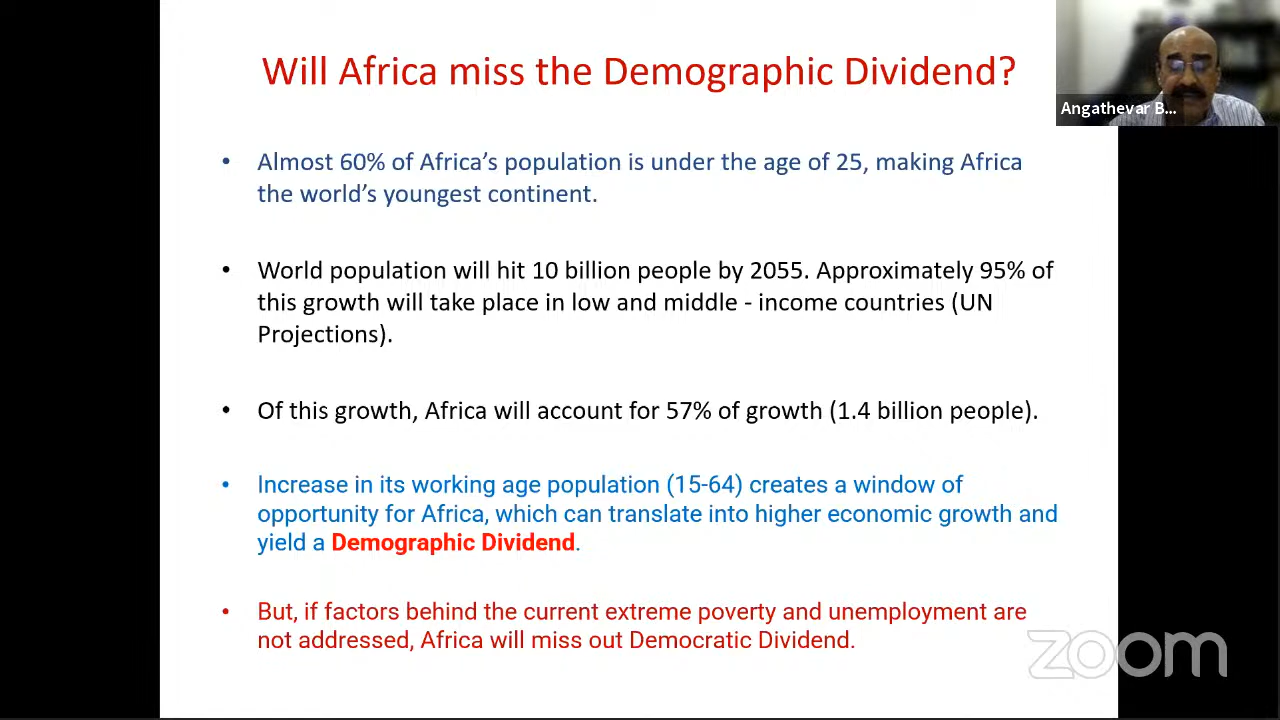 Will Africa miss the Demographic Dividend?
Angathevar B...
• Almost 60% of Africa’s population is under the age of 25, making Africa
the world’s youngest continent.
• World population will hit 10 billion people by 2055. Approximately 95% of
this growth will take place in low and middle - income countries (UN
Projections).
• Of this growth, Africa will account for 57% of growth (1.4 billion people).
• Increase in its working age population (15-64) creates a window of
opportunity for Africa, which can translate into higher economic growth and
yield a Demographic Dividend.
• But, if factors behind the current extreme poverty and unemployment are
not addressed, Africa will miss out Democratic Dividend.
zoom